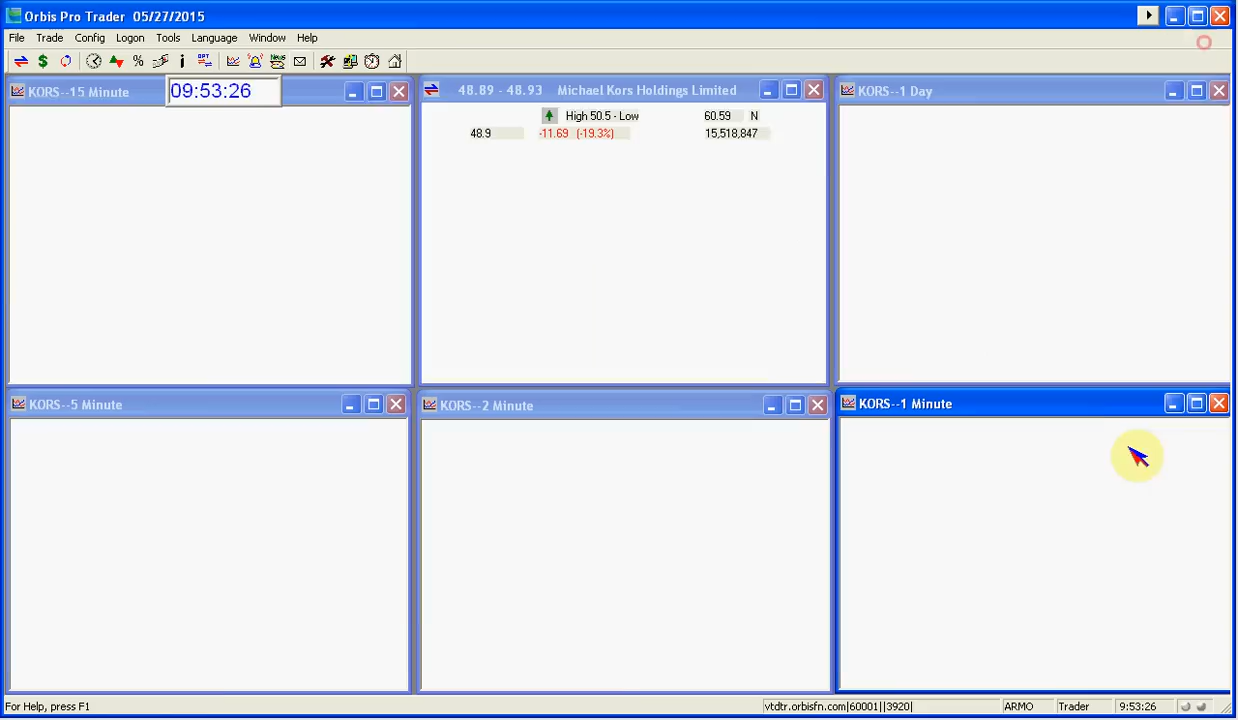 Orbis Pro Trader 05/27/2015
File Trade Config Logon Tools Language Window Help
KORS--15 Minute
09:53:26
48.89 - 48.93 Michael Kors Holdings Limited
KORS--1 Day
High 50.5 - Low 60.59 N
48.9 -11.69 (-19.3%) 15,518,847
KORS--5 Minute
KORS--2 Minute
KORS--1 Minute
For Help, press F1
vtdtr.orbisfn.com|60001||3920|
ARMO
Trader
9:53:26